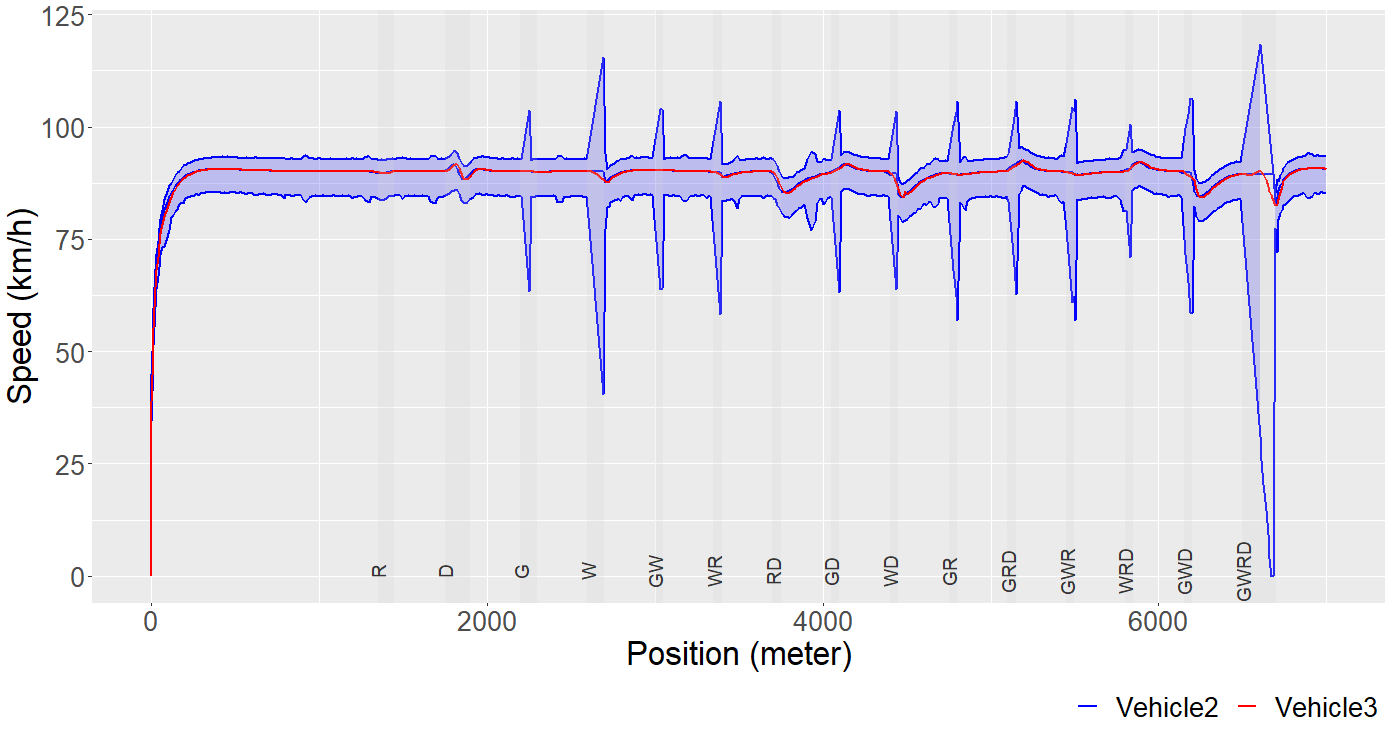 125
100
75
50
25
0
Speed (km/h)
R D G W GW WR RD GD WD GR GRD GWR WRD GWD GWRD
0 2000 4000 6000
Position (meter)
Vehicle2 Vehicle3